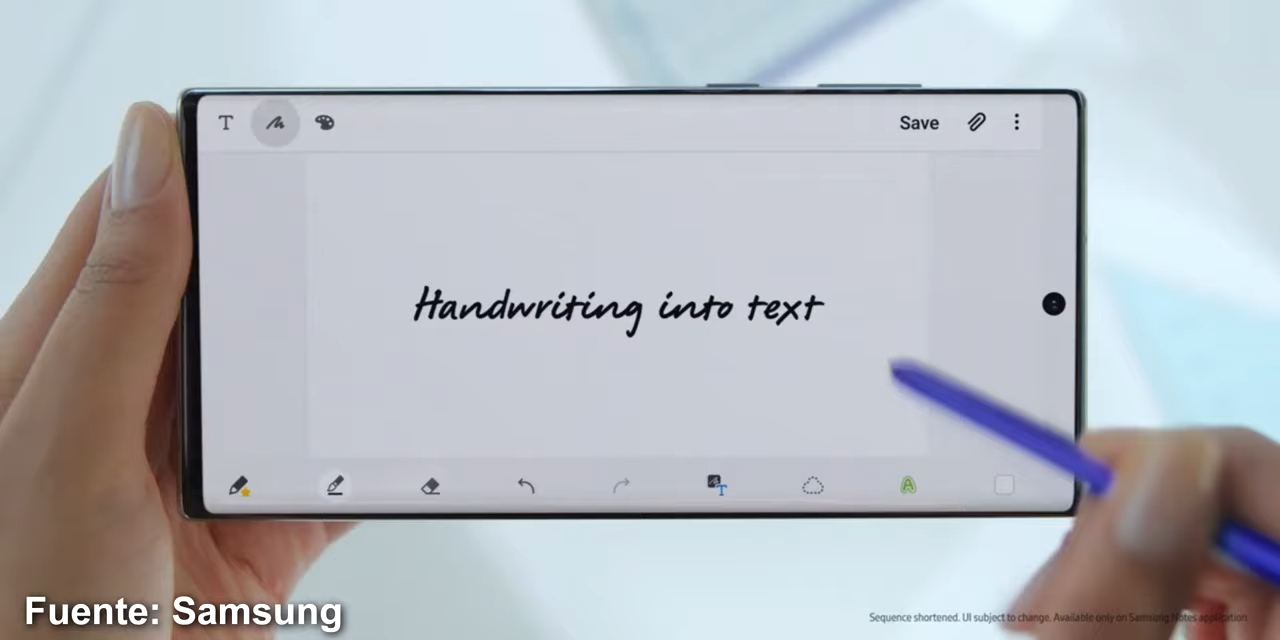 T
Save
Handwriting into text
T
A
Fuente: Samsung
Sequence shortened. UI subject to change. Available only on Samsung Notes application.